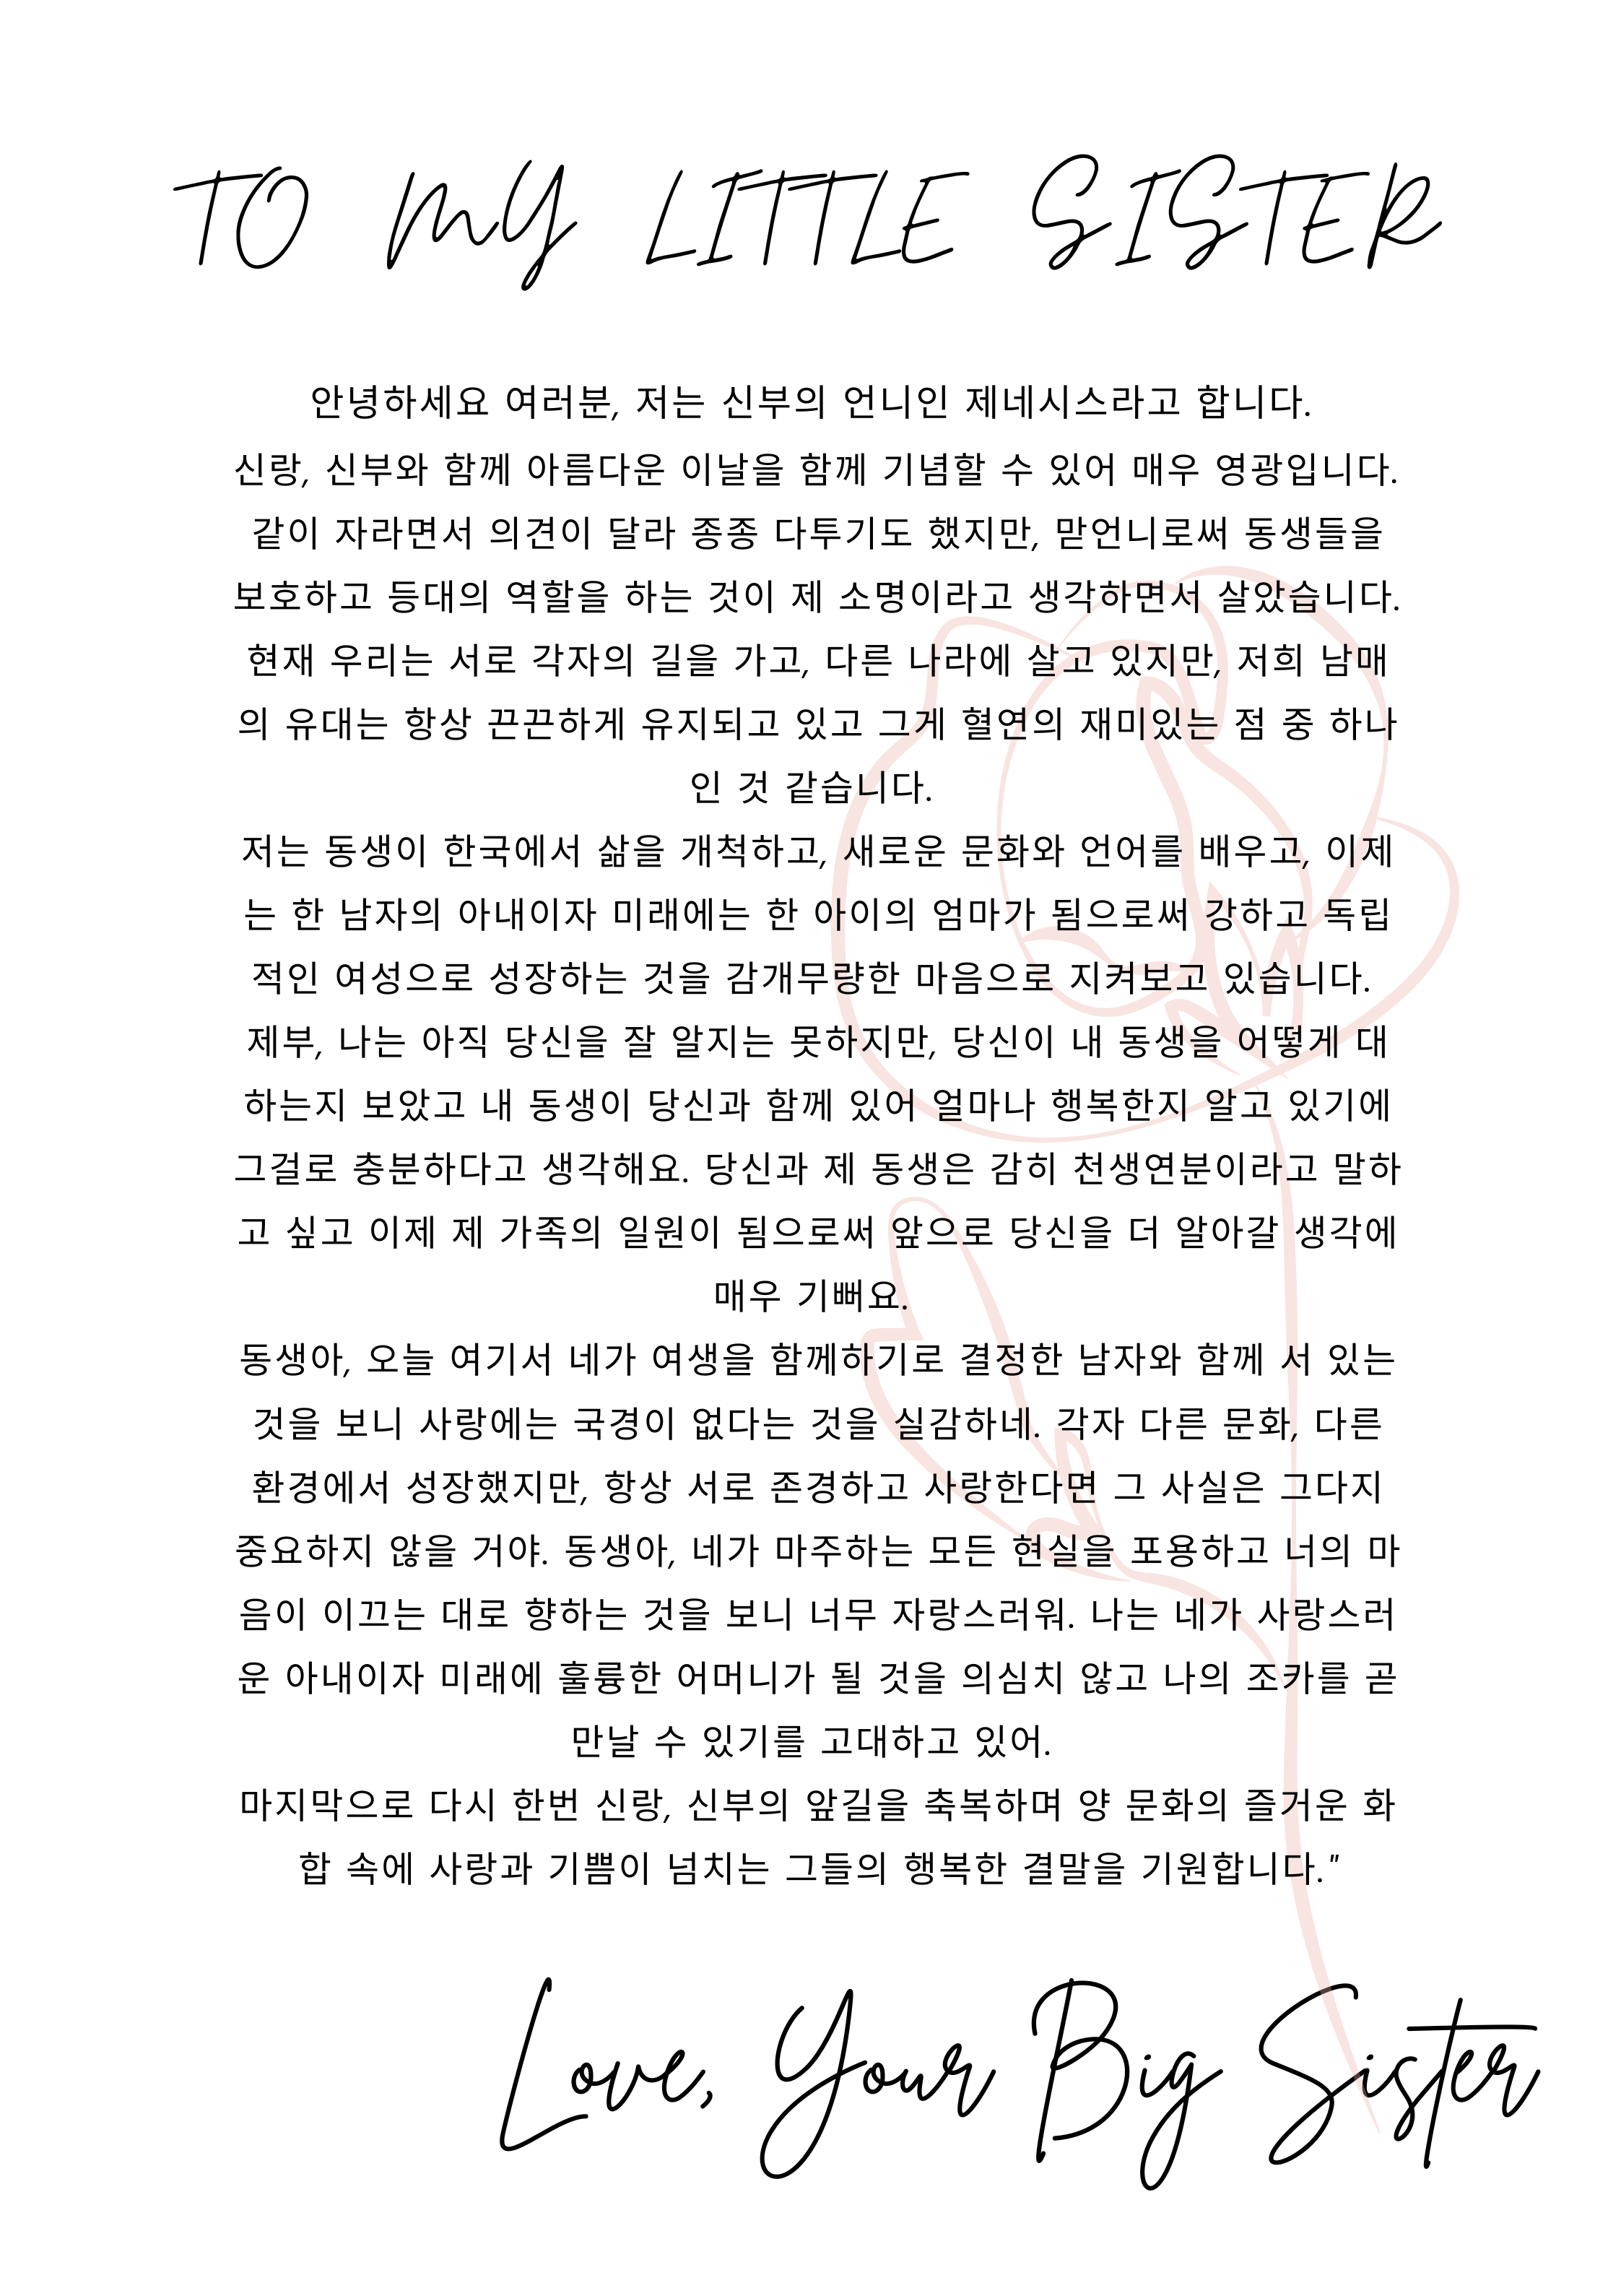 TO MY LITTLE SISTER
안녕하세요 여러분, 저는 신부의 언니인 제네시스라고 합니다.
신랑, 신부와 함께 아름다운 이날을 함께 기념할 수 있어 매우 영광입니다.
같이 자라면서 의견이 달라 종종 다투기도 했지만, 맏언니로써 동생들을
보호하고 등대의 역할을 하는 것이 제 소명이라고 생각하면서 살았습니다.
현재 우리는 서로 각자의 길을 가고, 다른 나라에 살고 있지만, 저희 남매
의 유대는 항상 끈끈하게 유지되고 있고 그게 혈연의 재미있는 점 중 하나
인 것 같습니다.
저는 동생이 한국에서 삶을 개척하고, 새로운 문화와 언어를 배우고, 이제
는 한 남자의 아내이자 미래에는 한 아이의 엄마가 됨으로써 강하고 독립
적인 여성으로 성장하는 것을 감개무량한 마음으로 지켜보고 있습니다.
제부, 나는 아직 당신을 잘 알지는 못하지만, 당신이 내 동생을 어떻게 대
하는지 보았고 내 동생이 당신과 함께 있어 얼마나 행복한지 알고 있기에
그걸로 충분하다고 생각해요. 당신과 제 동생은 감히 천생연분이라고 말하
고 싶고 이제 제 가족의 일원이 됨으로써 앞으로 당신을 더 알아갈 생각에
매우 기뻐요.
동생아, 오늘 여기서 네가 여생을 함께하기로 결정한 남자와 함께 서 있는
것을 보니 사랑에는 국경이 없다는 것을 실감하네. 각자 다른 문화, 다른
환경에서 성장했지만, 항상 서로 존경하고 사랑한다면 그 사실은 그다지
중요하지 않을 거야. 동생아, 네가 마주하는 모든 현실을 포용하고 너의 마
음이 이끄는 대로 향하는 것을 보니 너무 자랑스러워. 나는 네가 사랑스러
운 아내이자 미래에 훌륭한 어머니가 될 것을 의심치 않고 나의 조카를 곧
만날 수 있기를 고대하고 있어.
마지막으로 다시 한번 신랑, 신부의 앞길을 축복하며 양 문화의 즐거운 화
합 속에 사랑과 기쁨이 넘치는 그들의 행복한 결말을 기원합니다."
Love, Your Big Sister